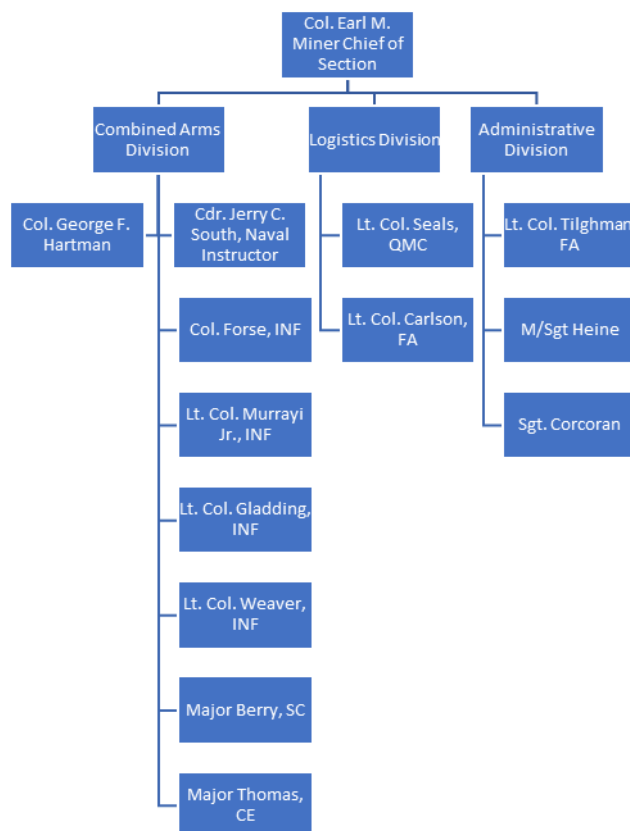 Col. Earl M.
Miner Chief of
Section
Combined Arms
Division
Logistics Division
Administrative
Division
Col. George F.
Hartman
Cdr. Jerry C.
South, Naval
Instructor
Lt. Col. Seals,
QMC
Lt. Col. Tilghman,
FA
Col. Forse, INF
Lt. Col. Carlson,
FA
M/Sgt Heine
Lt. Col. Murrayi
Jr., INF
Sgt. Corcoran
Lt. Col. Gladding,
INF
Lt. Col. Weaver,
INF
Major Berry, SC
Major Thomas,
CE